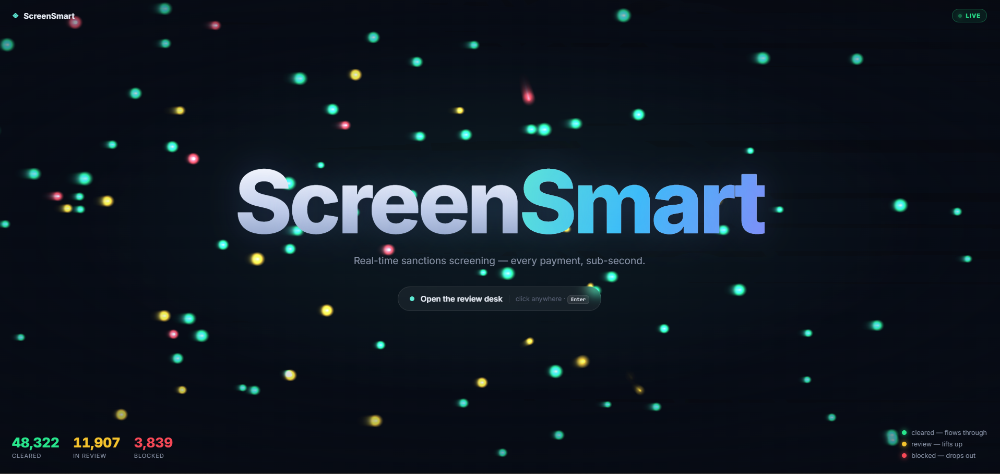 ScreenSmart
LIVE
ScreenSmart
Real-time sanctions screening — every payment, sub-second.
Open the review desk click anywhere · Enter
48,322 11,907 3,839
CLEARED IN REVIEW BLOCKED
cleared — flows through
review — lifts up
blocked — drops out